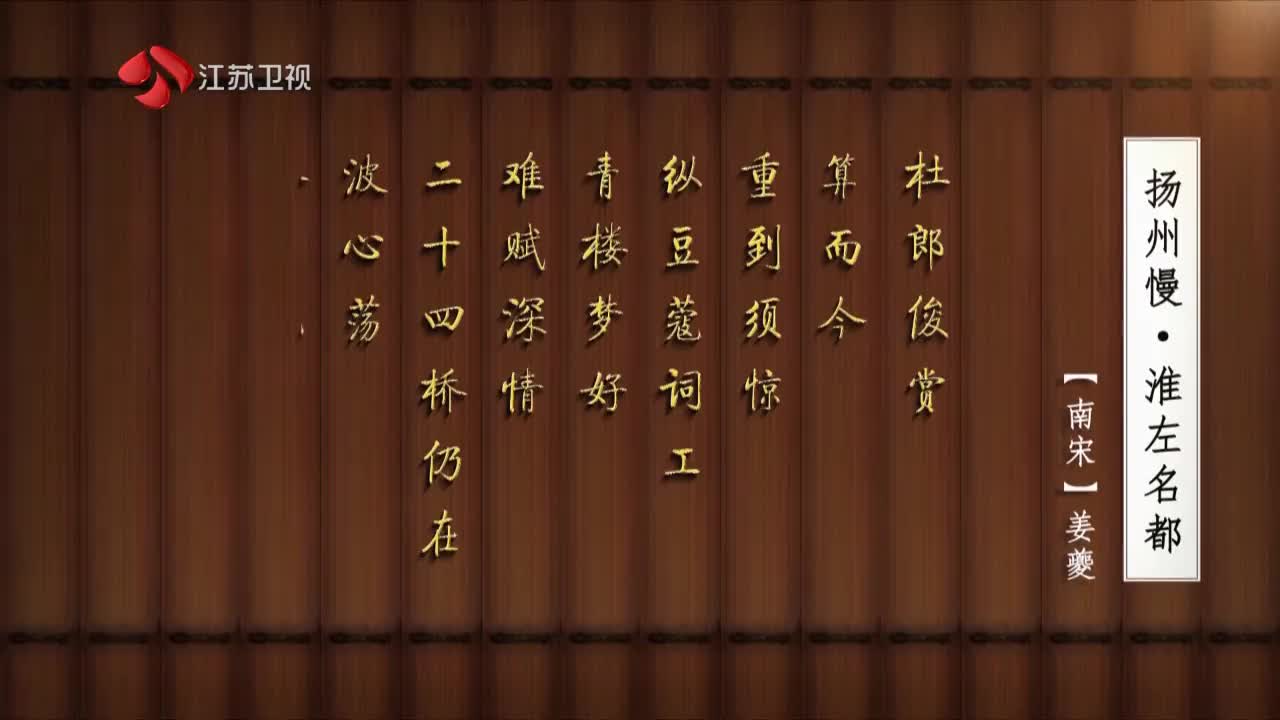 江苏卫视
扬州慢·淮左名都
【南宋】姜夔
杜郎俊赏
算而今
重到须惊
纵豆蔻词工
青楼梦好
难赋深情
二十四桥仍在
波心荡